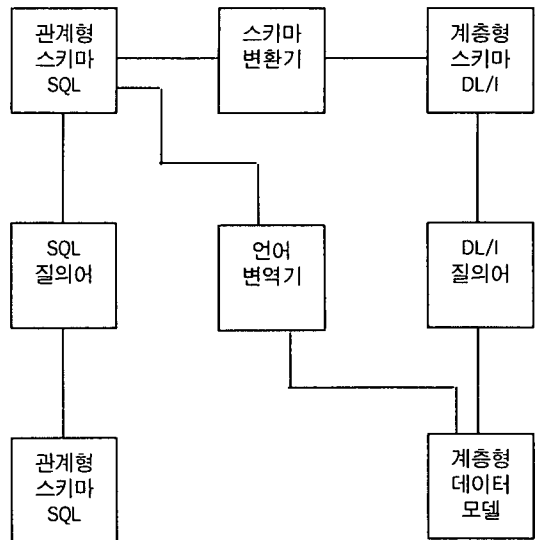 관계형
스키마
SQL
스키마
변환기
계층형
스키마
DL/I
SQL
질의어
언어
변역기
DL/I
질의어
관계형
스키마
SQL
계층형
데이터
모델